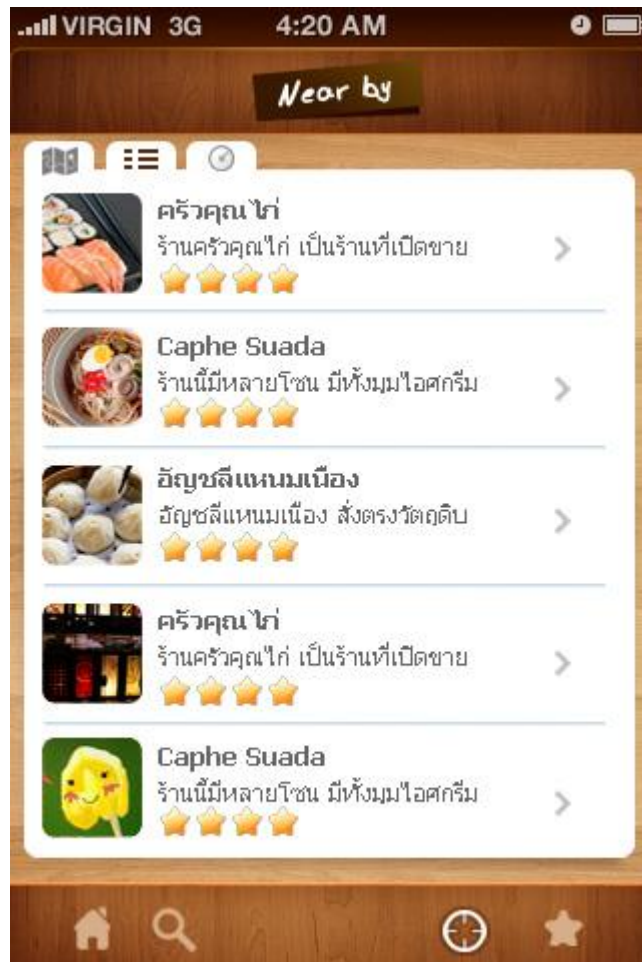 VIRGIN 3G 4:20 AM
Near by
ครัวคุณไก่
ร้านครัวคุณไก่ เป็นร้านที่เปิดขาย
Caphe Suada
ร้านนี้มีหลายโซน มีทั้งมุมไอศกรีม
อัญชลีแหนมเนือง
อัญชลีแหนมเนือง สั่งตรงวัตถุดิบ
ครัวคุณไก่
ร้านครัวคุณไก่ เป็นร้านที่เปิดขาย
Caphe Suada
ร้านนี้มีหลายโซน มีทั้งมุมไอศกรีม